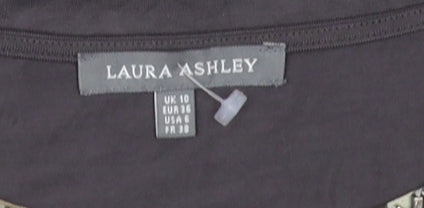 LAURA ASHLEY
UK 10
EUR 36
USA 6
FR 38